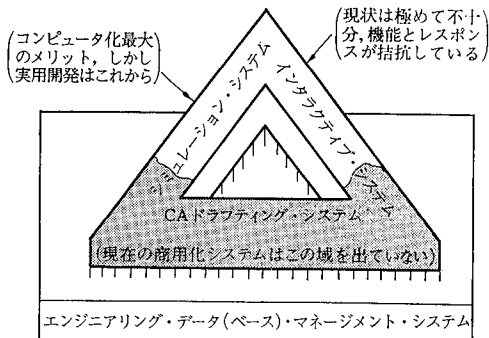 (コンピュータ化最大
のメリット,しかし
実用開発はこれから)
(現状は極めて不十
分,機能とレスポン
スが拮抗している)
シミュレーション・システム
インタラクティブ・システム
CAドラフティング・システム
(現在の商用化システムはこの域を出ていない)
エンジニアリング・データ(ベース)・マネージメント・システム